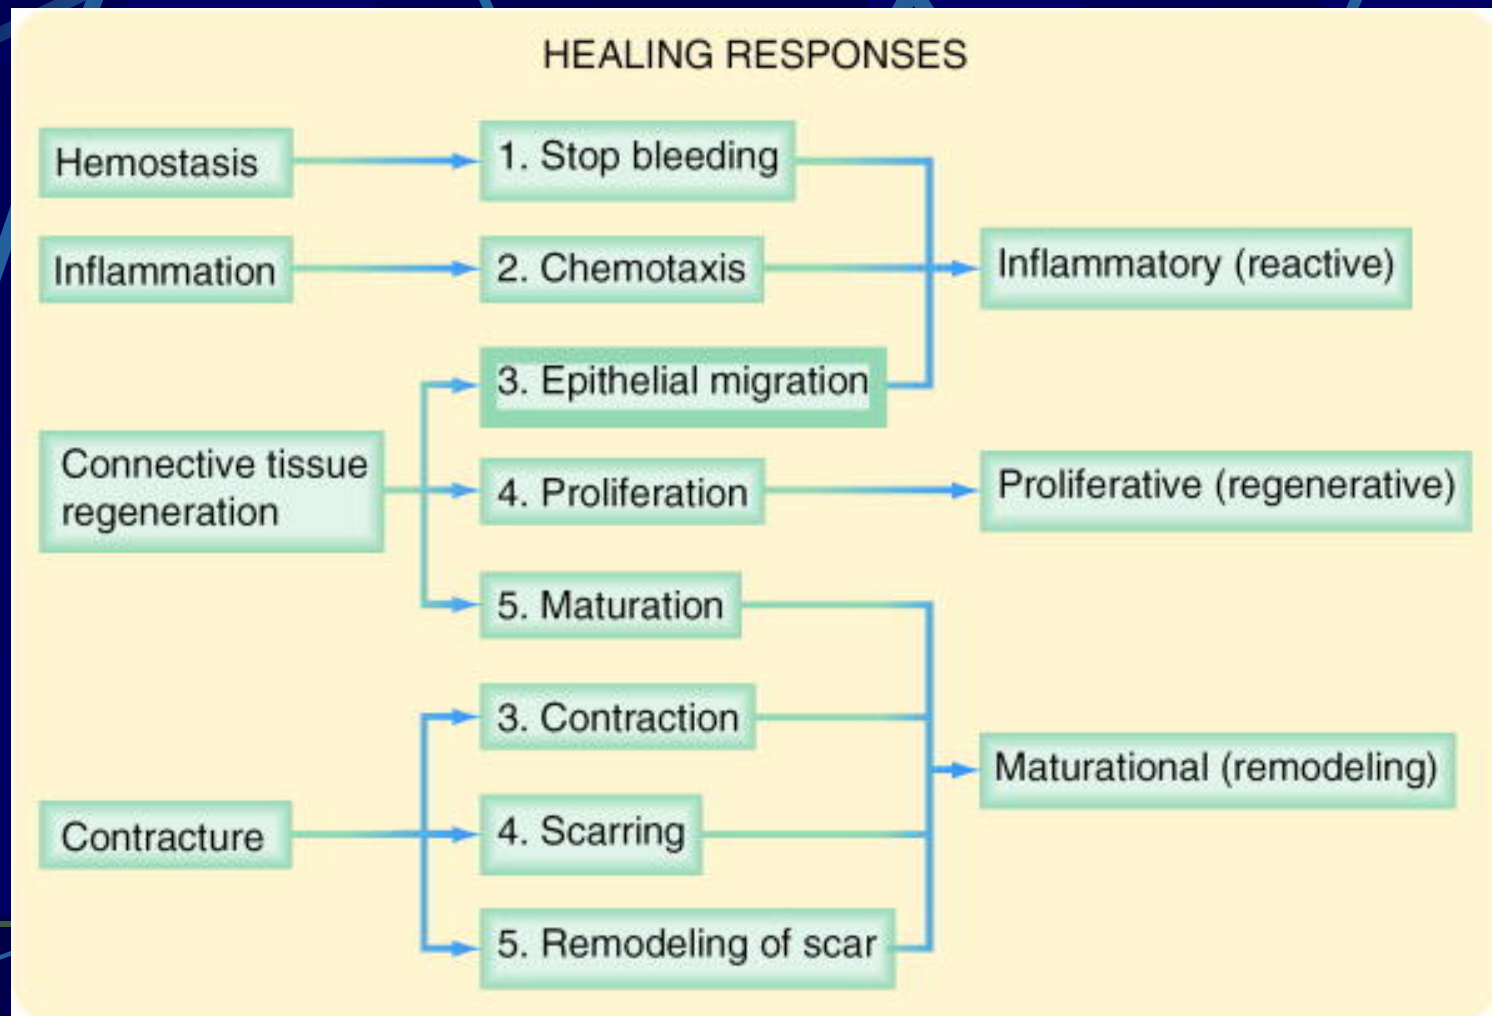 HEALING RESPONSES
Hemostasis
1. Stop bleeding
Inflammation
2. Chemotaxis
Inflammatory (reactive)
3. Epithelial migration
Connective tissue
regeneration
4. Proliferation
Proliferative (regenerative)
5. Maturation
3. Contraction
Maturational (remodeling)
Contracture
4. Scarring
5. Remodeling of scar